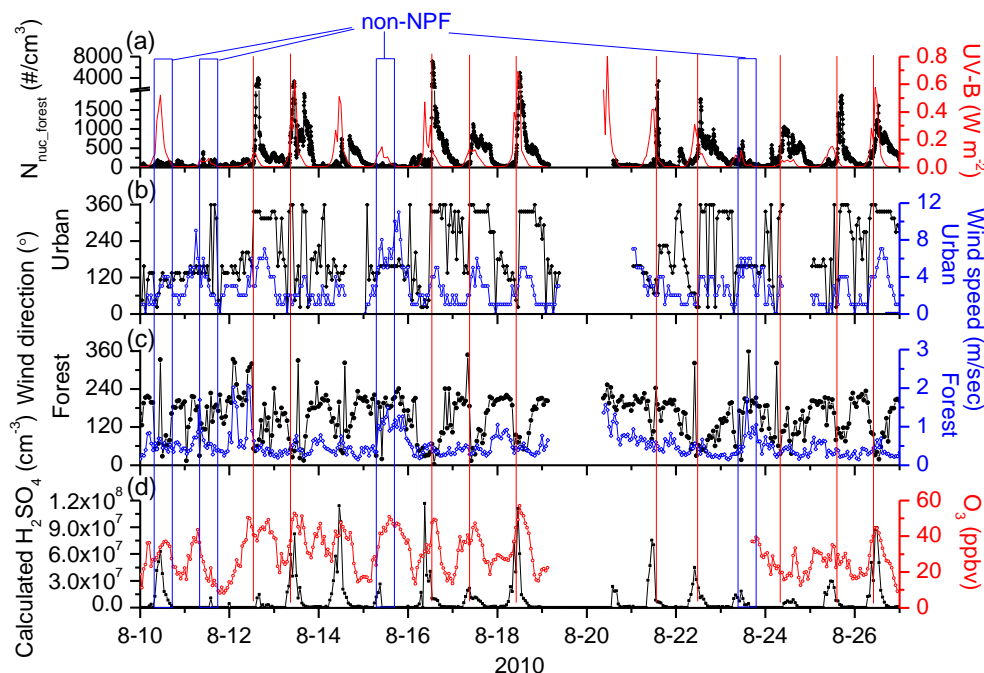 non-NPF
(a)
N_nuc_forest (#/cm³)
8000
4000
1500
1000
500
0
0.8
0.6
0.4
0.2
0.0
UV-B (W m⁻²)
(b)
Wind direction (°)
Urban
360
240
120
0
12
8
4
0
Wind speed (m/sec)
Urban
(c)
Forest
360
240
120
0
3
2
1
0
Forest
(d)
Calculated H₂SO₄ (cm⁻³)
1.2x10⁸
9.0x10⁷
6.0x10⁷
3.0x10⁷
0.0
60
40
20
0
O₃ (ppbv)
8-10 8-12 8-14 8-16 8-18 8-20 8-22 8-24 8-26
2010